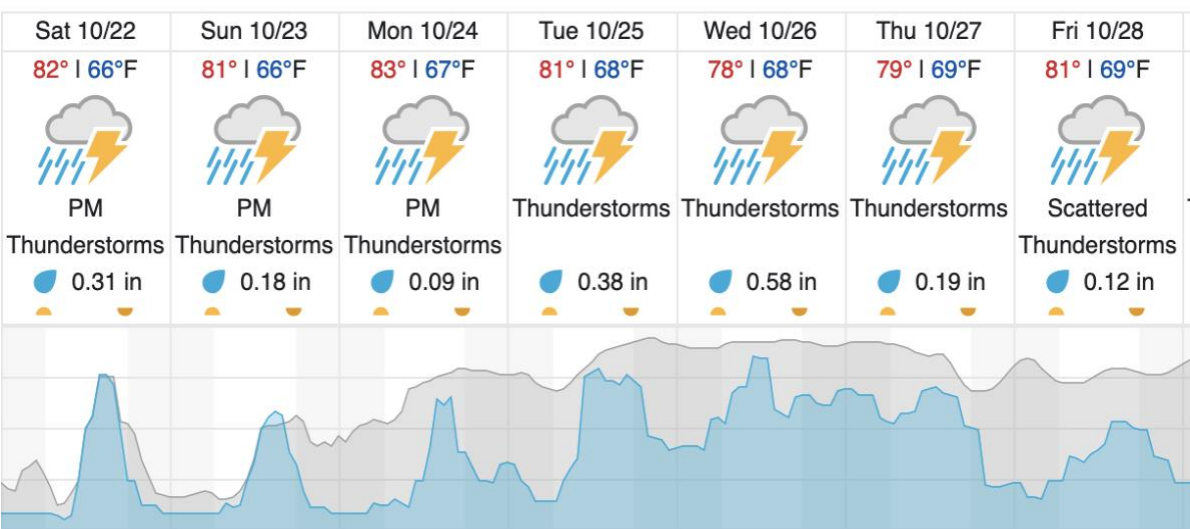 Sat 10/22
82° | 66°F
PM
Thunderstorms
0.31 in
Sun 10/23
81° | 66°F
PM
Thunderstorms
0.18 in
Mon 10/24
83° | 67°F
PM
Thunderstorms
0.09 in
Tue 10/25
81° | 68°F
Thunderstorms
0.38 in
Wed 10/26
78° | 68°F
Thunderstorms
0.58 in
Thu 10/27
79° | 69°F
Thunderstorms
0.19 in
Fri 10/28
81° | 69°F
Scattered
Thunderstorms
0.12 in